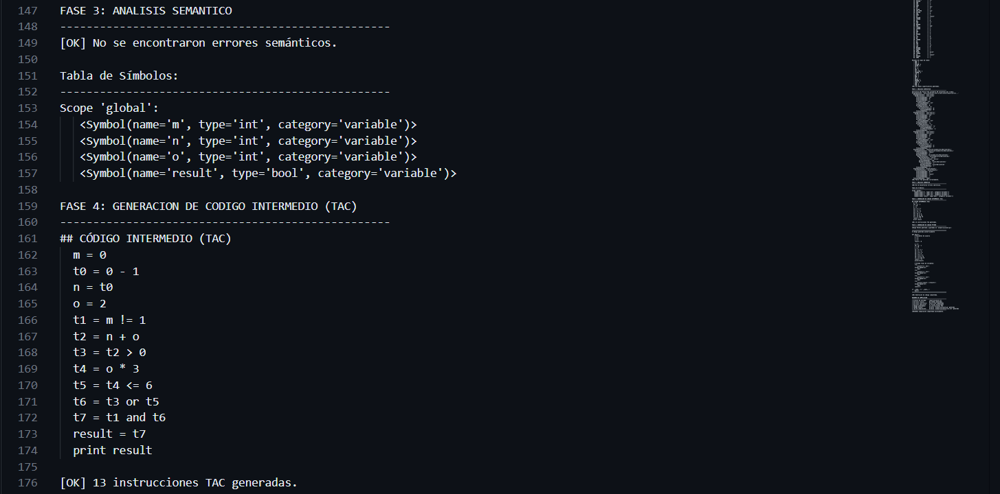 147 FASE 3: ANALISIS SEMANTICO
148 --------------------------------------------------
149 [OK] No se encontraron errores semánticos.
150
151 Tabla de Símbolos:
152 --------------------------------------------------
153 Scope 'global':
154 <Symbol(name='m', type='int', category='variable')>
155 <Symbol(name='n', type='int', category='variable')>
156 <Symbol(name='o', type='int', category='variable')>
157 <Symbol(name='result', type='bool', category='variable')>
158
159 FASE 4: GENERACION DE CODIGO INTERMEDIO (TAC)
160 --------------------------------------------------
161 ## CÓDIGO INTERMEDIO (TAC)
162 m = 0
163 t0 = 0 - 1
164 n = t0
165 o = 2
166 t1 = m != 1
167 t2 = n + o
168 t3 = t2 > 0
169 t4 = o * 3
170 t5 = t4 <= 6
171 t6 = t3 or t5
172 t7 = t1 and t6
173 result = t7
174 print result
175
176 [OK] 13 instrucciones TAC generadas.